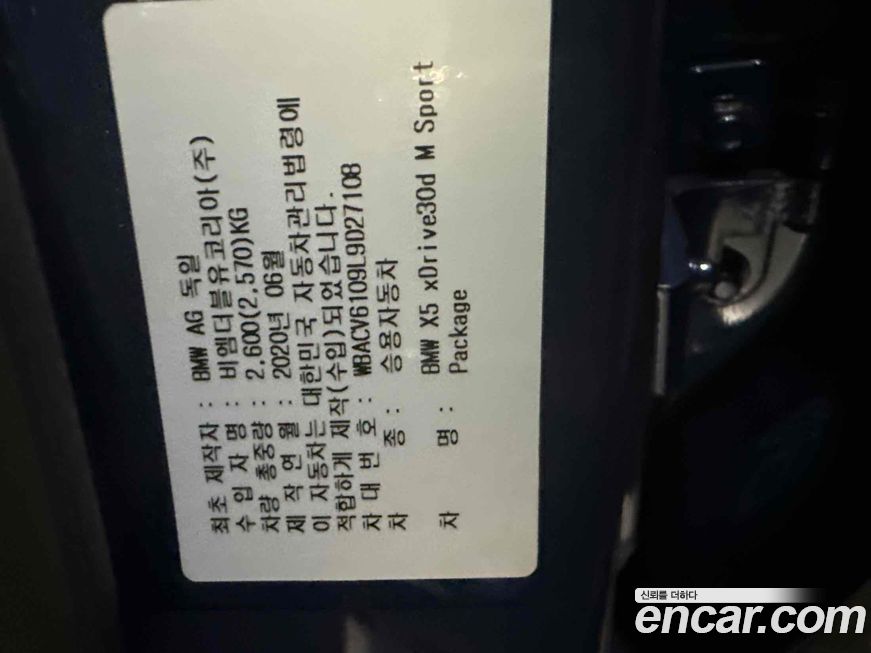 최초 제작자 : BMW AG 독일
수 입 자 명 : 비엠더블유코리아(주)
차량 총중량 : 2,600(2,570)KG
제 작 연 월 : 2020년 06월
이 자동차는 대한민국 자동차관리법령에
적합하게 제작(수입)되었습니다.
차 대 번 호 : WBACV6109L9D27108
차 종 : 승용자동차
차 명 : BMW X5 xDrive30d M Sport
Package
신뢰를 더하다
encar.com